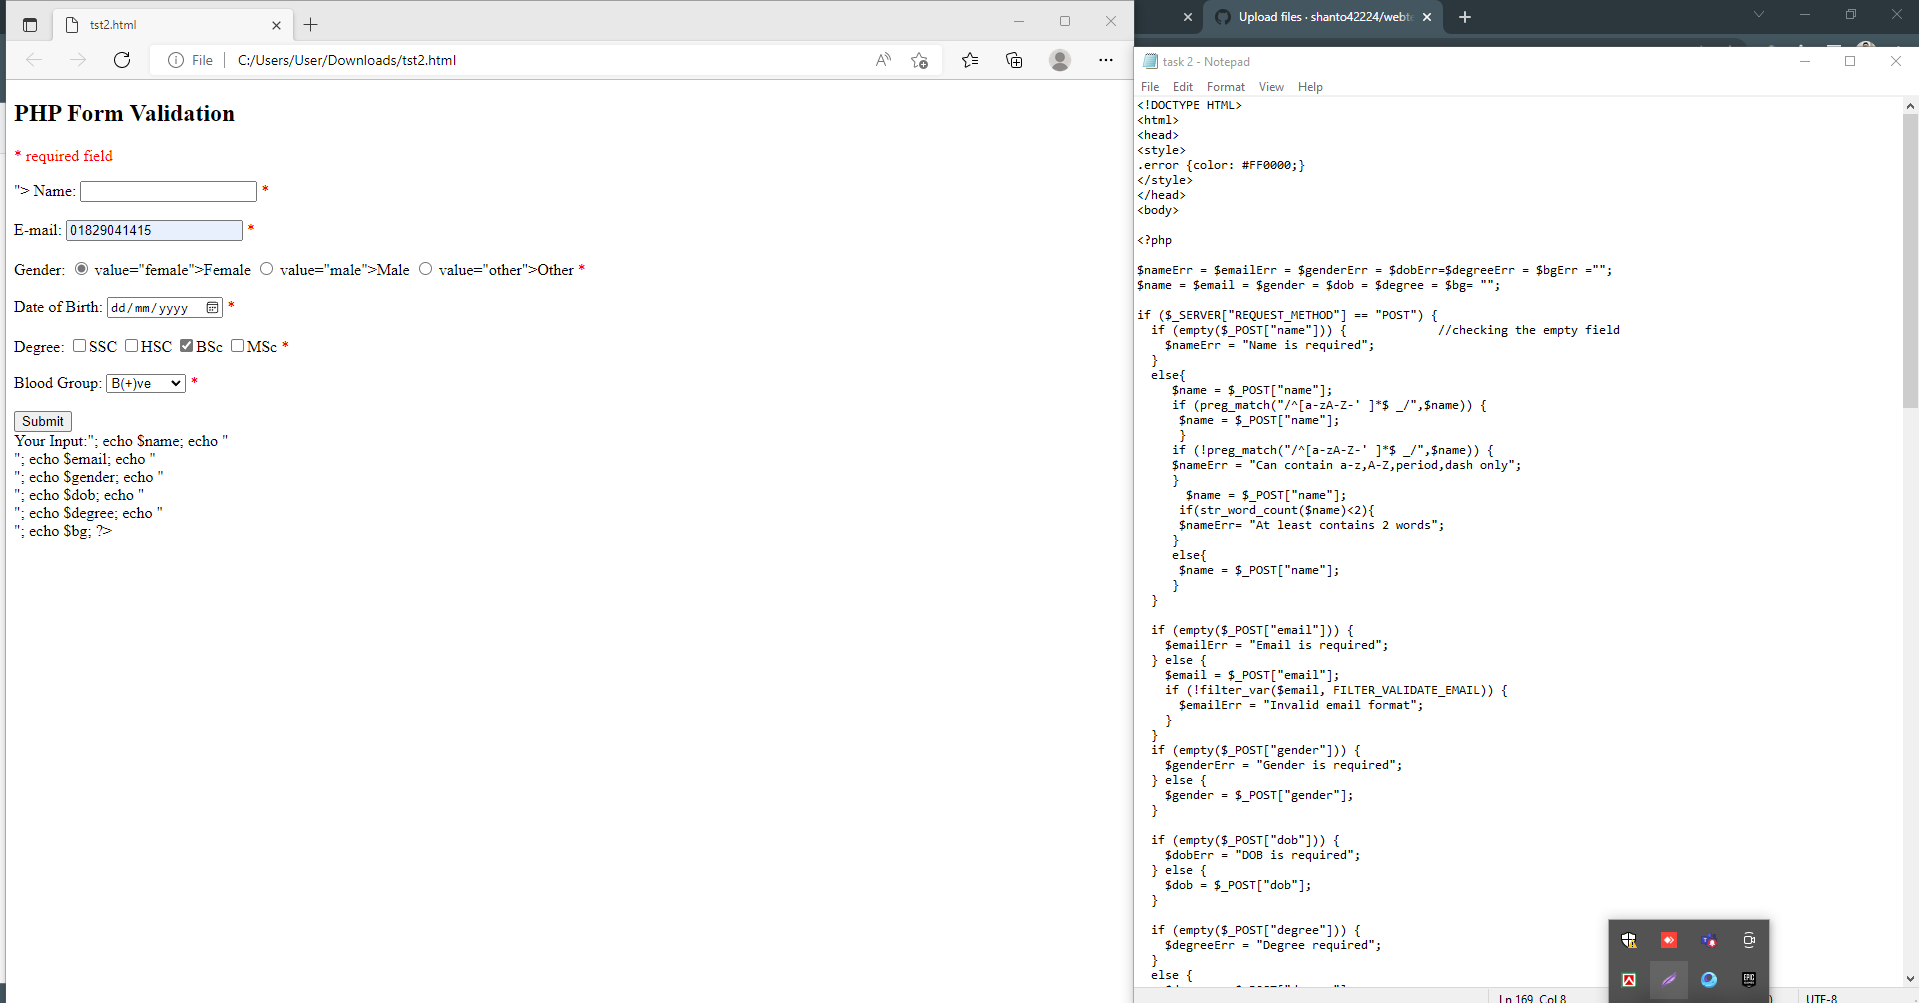 tst2.html
File
C:/Users/User/Downloads/tst2.html
PHP Form Validation
* required field
"> Name: *
E-mail: 01829041415 *
Gender: value="female">Female value="male">Male value="other">Other *
Date of Birth: dd/mm/yyyy *
Degree: SSC HSC BSc MSc *
Blood Group: B(+)ve *
Submit
Your Input:"; echo $name; echo "
"; echo $email; echo "
"; echo $gender; echo "
"; echo $dob; echo "
"; echo $degree; echo "
"; echo $bg; ?>
Upload files · shanto42224/webte
task 2 - Notepad
File Edit Format View Help
<!DOCTYPE HTML>
<html>
<head>
<style>
.error {color: #FF0000;}
</style>
</head>
<body>
<?php
$nameErr = $emailErr = $genderErr = $dobErr=$degreeErr = $bgErr ="";
$name = $email = $gender = $dob = $degree = $bg= "";
if ($_SERVER["REQUEST_METHOD"] == "POST") {
if (empty($_POST["name"])) { //checking the empty field
$nameErr = "Name is required";
}
else{
$name = $_POST["name"];
if (preg_match("/^[a-zA-Z-' ]*$ _/",$name)) {
$name = $_POST["name"];
}
if (!preg_match("/^[a-zA-Z-' ]*$ _/",$name)) {
$nameErr = "Can contain a-z,A-Z,period,dash only";
}
$name = $_POST["name"];
if(str_word_count($name)<2){
$nameErr= "At least contains 2 words";
}
else{
$name = $_POST["name"];
}
}
if (empty($_POST["email"])) {
$emailErr = "Email is required";
} else {
$email = $_POST["email"];
if (!filter_var($email, FILTER_VALIDATE_EMAIL)) {
$emailErr = "Invalid email format";
}
}
if (empty($_POST["gender"])) {
$genderErr = "Gender is required";
} else {
$gender = $_POST["gender"];
}
if (empty($_POST["dob"])) {
$dobErr = "DOB is required";
} else {
$dob = $_POST["dob"];
}
if (empty($_POST["degree"])) {
$degreeErr = "Degree required";
}
else {
Ln 169, Col 8
UTF-8
EPIC